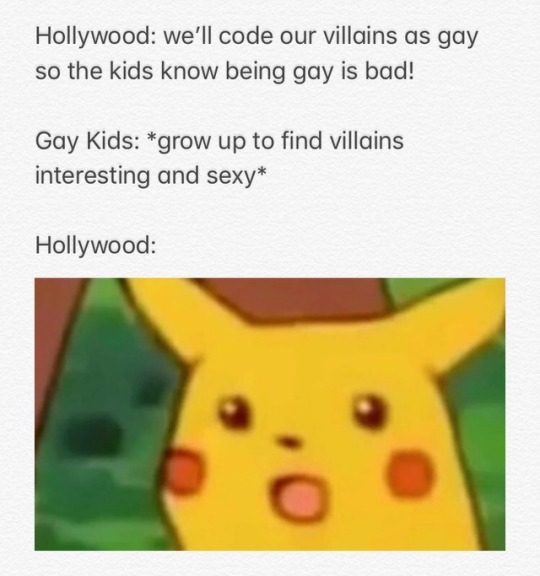 Hollywood: we’ll code our villains as gay
so the kids know being gay is bad!
Gay Kids: *grow up to find villains
interesting and sexy*
Hollywood: